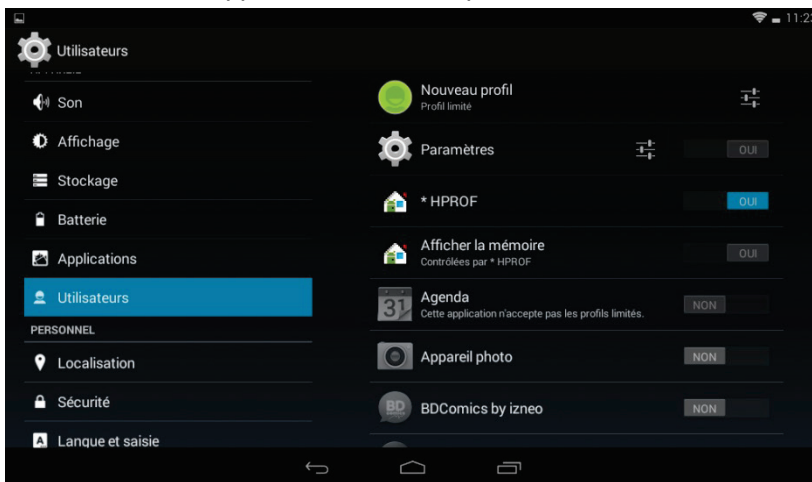 11:23
Utilisateurs
Son
Affichage
Stockage
Batterie
Applications
Utilisateurs
PERSONNEL
Localisation
Sécurité
A Langue et saisie
Nouveau profil
Profil limité
Paramètres OUI
* HPROF OUI
Afficher la mémoire OUI
Contrôlées par * HPROF
31 Agenda NON
Cette application n'accepte pas les profils limités.
Appareil photo NON
BD BDComics by izneo NON